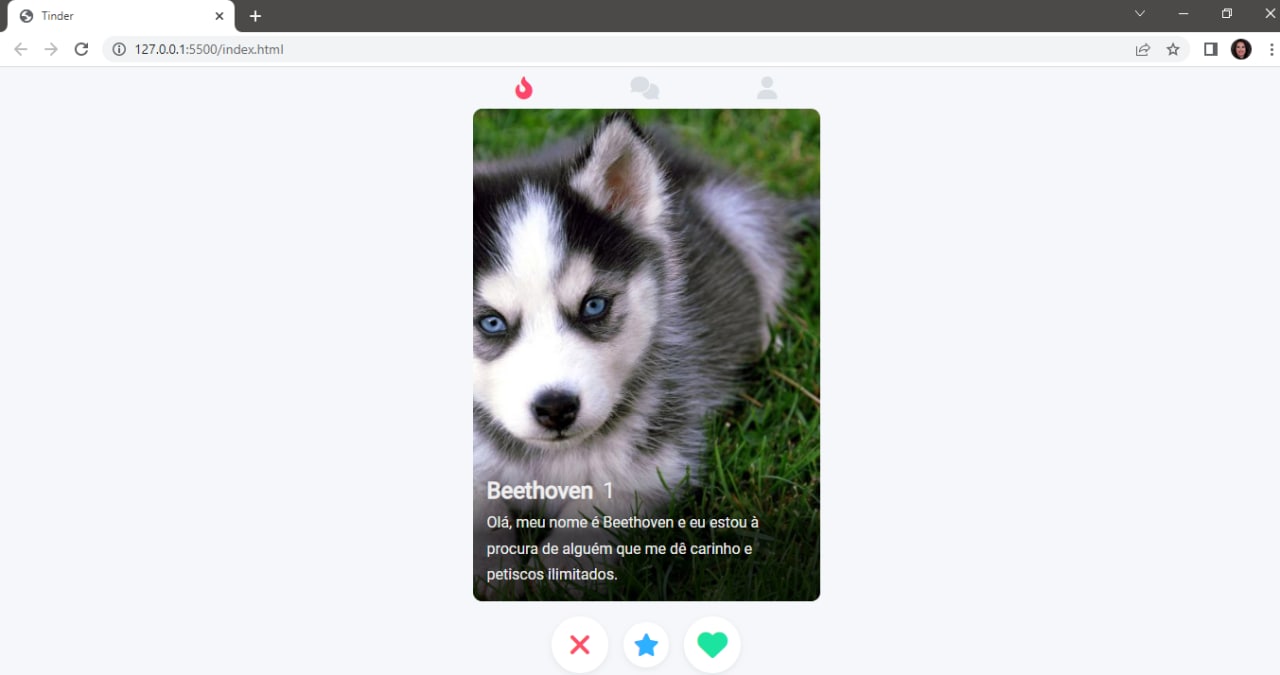 Tinder
127.0.0.1:5500/index.html
Beethoven 1
Olá, meu nome é Beethoven e eu estou à
procura de alguém que me dê carinho e
petiscos ilimitados.